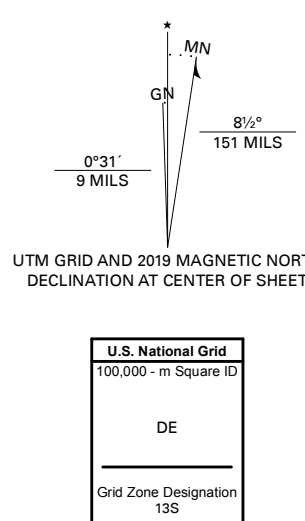 ★
MN
GN
8½°
151 MILS
0°31´
9 MILS
UTM GRID AND 2019 MAGNETIC NORT
DECLINATION AT CENTER OF SHEET
U.S. National Grid
100,000 - m Square ID
DE
Grid Zone Designation
13S